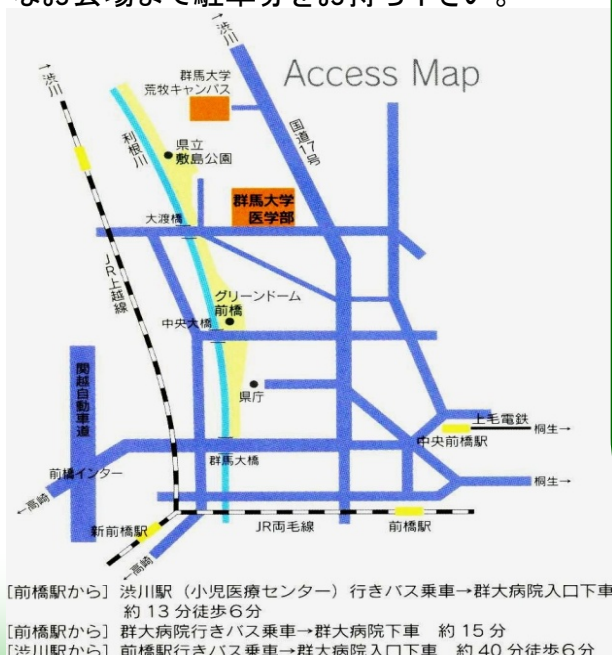 なお会場まで駐車券をお持ち下さい。
Access Map
↑渋川
↑渋川
群馬大学
荒牧キャンパス
国道17号
利根川
県立
敷島公園
群馬大学
医学部
大渡橋
JR上越線
グリーンドーム
前橋
中央大橋
関越自動車道
県庁
上毛電鉄
桐生→
中央前橋駅
群馬大橋
前橋インター
←高崎
桐生→
新前橋駅
JR両毛線
前橋駅
←高崎
[前橋駅から] 渋川駅（小児医療センター）行きバス乗車→群大病院入口下車
約13分徒歩6分
[前橋駅から] 群大病院行きバス乗車→群大病院下車 約15分
[渋川駅から] 前橋駅行きバス乗車→群大病院入口下車 約40分徒歩6分